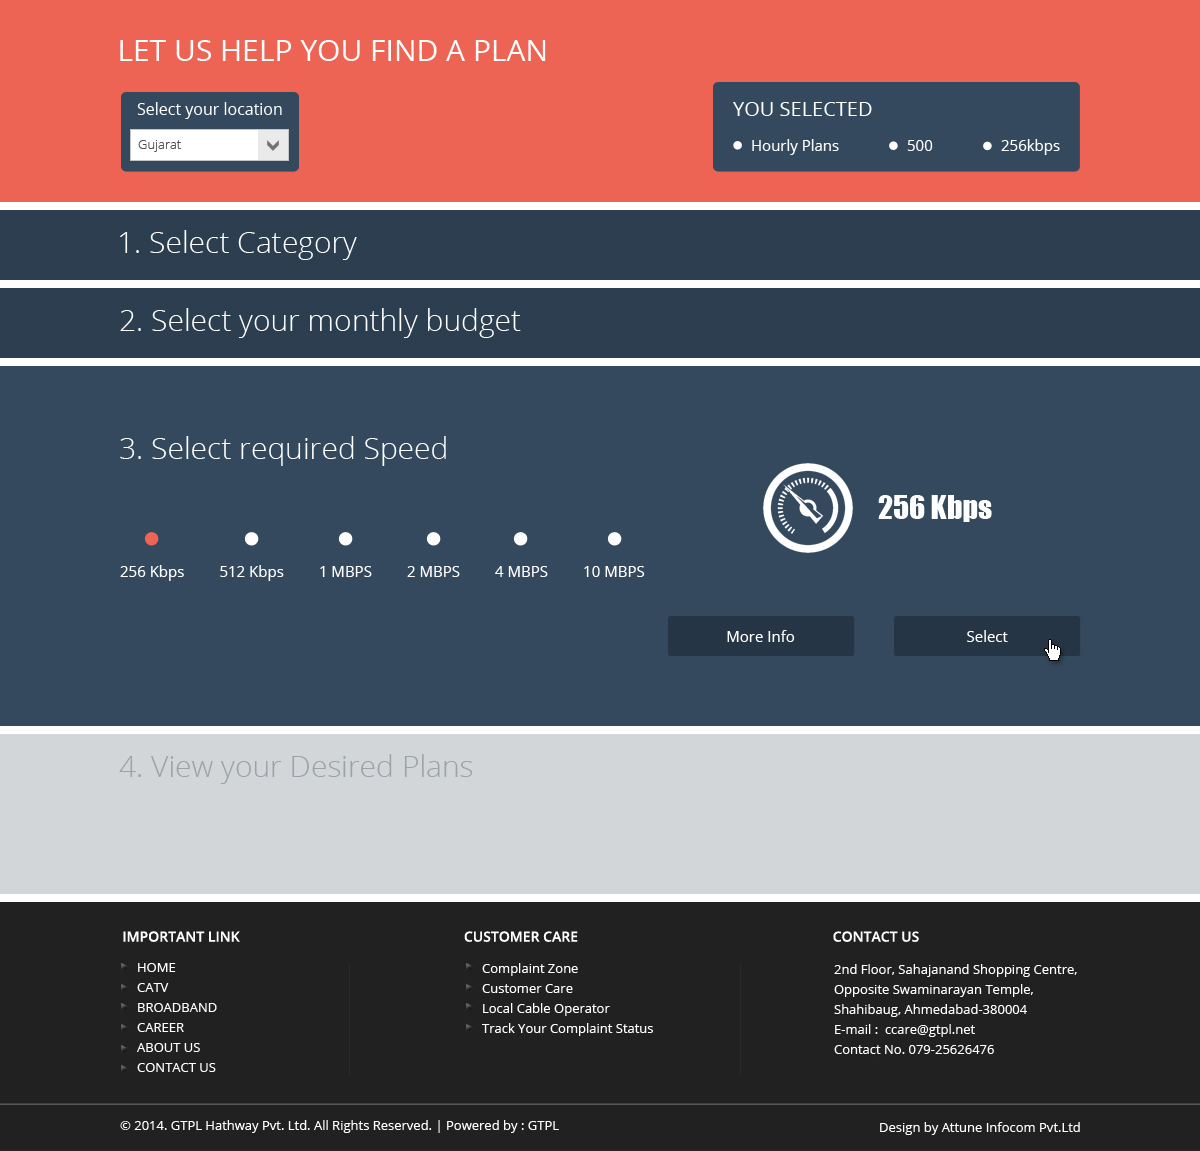 LET US HELP YOU FIND A PLAN
Select your location
Gujarat
YOU SELECTED
Hourly Plans 500 256kbps
1. Select Category
2. Select your monthly budget
3. Select required Speed
256 Kbps
256 Kbps 512 Kbps 1 MBPS 2 MBPS 4 MBPS 10 MBPS
More Info Select
4. View your Desired Plans
IMPORTANT LINK
HOME
CATV
BROADBAND
CAREER
ABOUT US
CONTACT US
CUSTOMER CARE
Complaint Zone
Customer Care
Local Cable Operator
Track Your Complaint Status
CONTACT US
2nd Floor, Sahajanand Shopping Centre,
Opposite Swaminarayan Temple,
Shahibaug, Ahmedabad-380004
E-mail : ccare@gtpl.net
Contact No. 079-25626476
© 2014. GTPL Hathway Pvt. Ltd. All Rights Reserved. | Powered by : GTPL
Design by Attune Infocom Pvt.Ltd